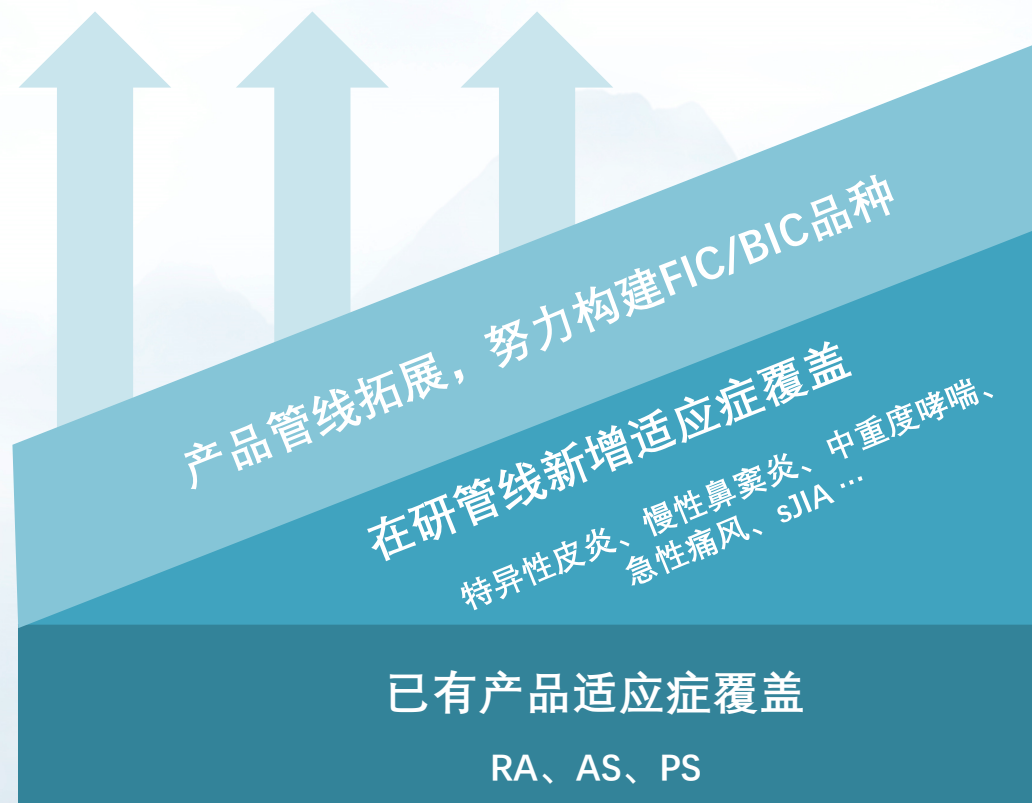 产品管线拓展，努力构建FIC/BIC品种
在研管线新增适应症覆盖
特异性皮炎、慢性鼻窦炎、中重度哮喘、
急性痛风、sJIA ···
已有产品适应症覆盖
RA、AS、PS